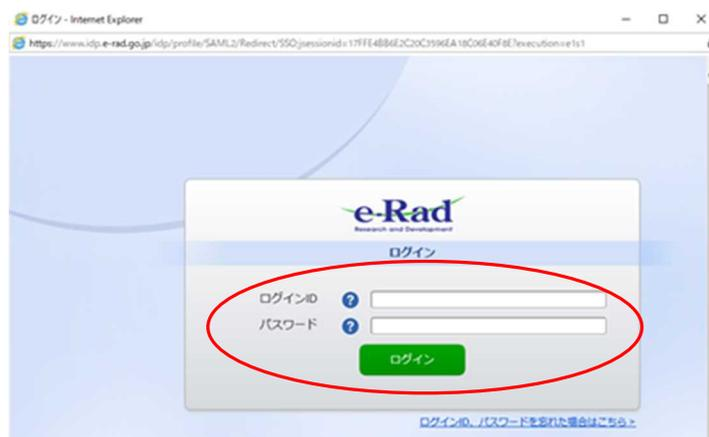 ログイン - Internet Explorer
https://www.idp.e-rad.go.jp/idp/profile/SAML2/Redirect/SSO;jsessionid=17FFE4BB6E2C20C3596EA18C06E40F8E?execution=e1s1
e-Rad
Research and Development
ログイン
ログインID ?
パスワード ?
ログイン
ログインID、パスワードを忘れた場合はこちら>